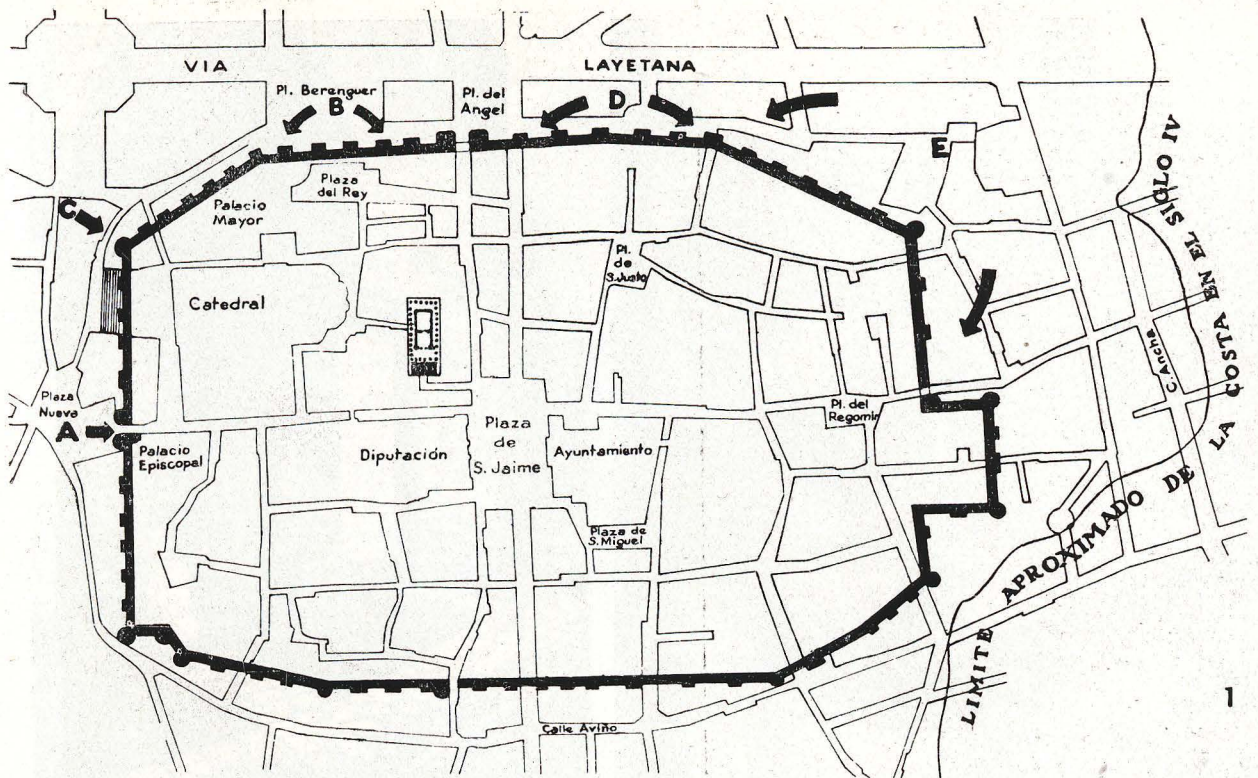 VIA LAYETANA
Pl. Berenguer
B
Pl. del
Angel
D
E
C
Plaza
del Rey
Palacio
Mayor
Pl.
de
S. Justo
Catedral
Plaza
Nueva
A
Palacio
Episcopal
Diputación
Plaza
de
S. Jaime
Ayuntamiento
Pl. del
Regomir
Plaza de
S. Miguel
C. Ancha
Calle Aviño
LIMITE APROXIMADO DE LA COSTA EN EL SIGLO IV
1